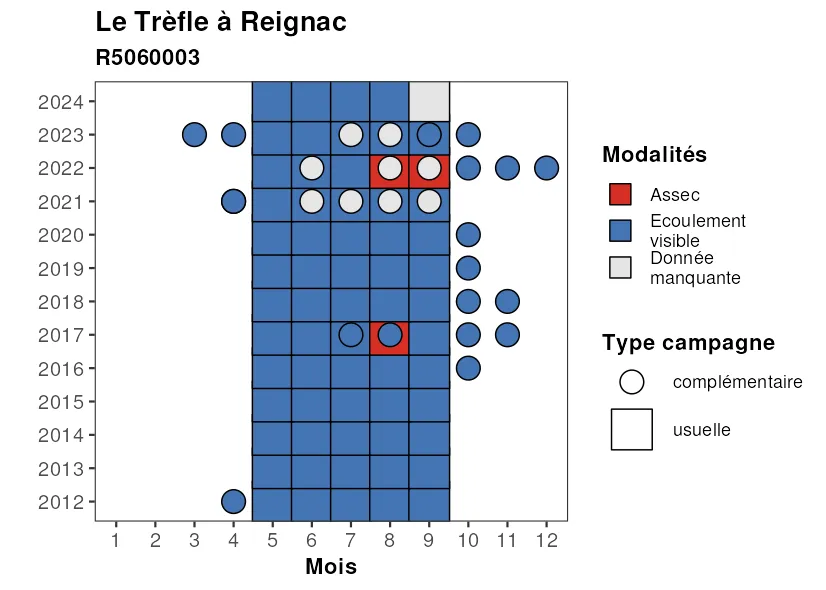 Le Trèfle à Reignac
R5060003
2024
2023
2022
2021
2020
2019
2018
2017
2016
2015
2014
2013
2012
1 2 3 4 5 6 7 8 9 10 11 12
Mois
Modalités
Assec
Ecoulement
visible
Donnée
manquante
Type campagne
complémentaire
usuelle